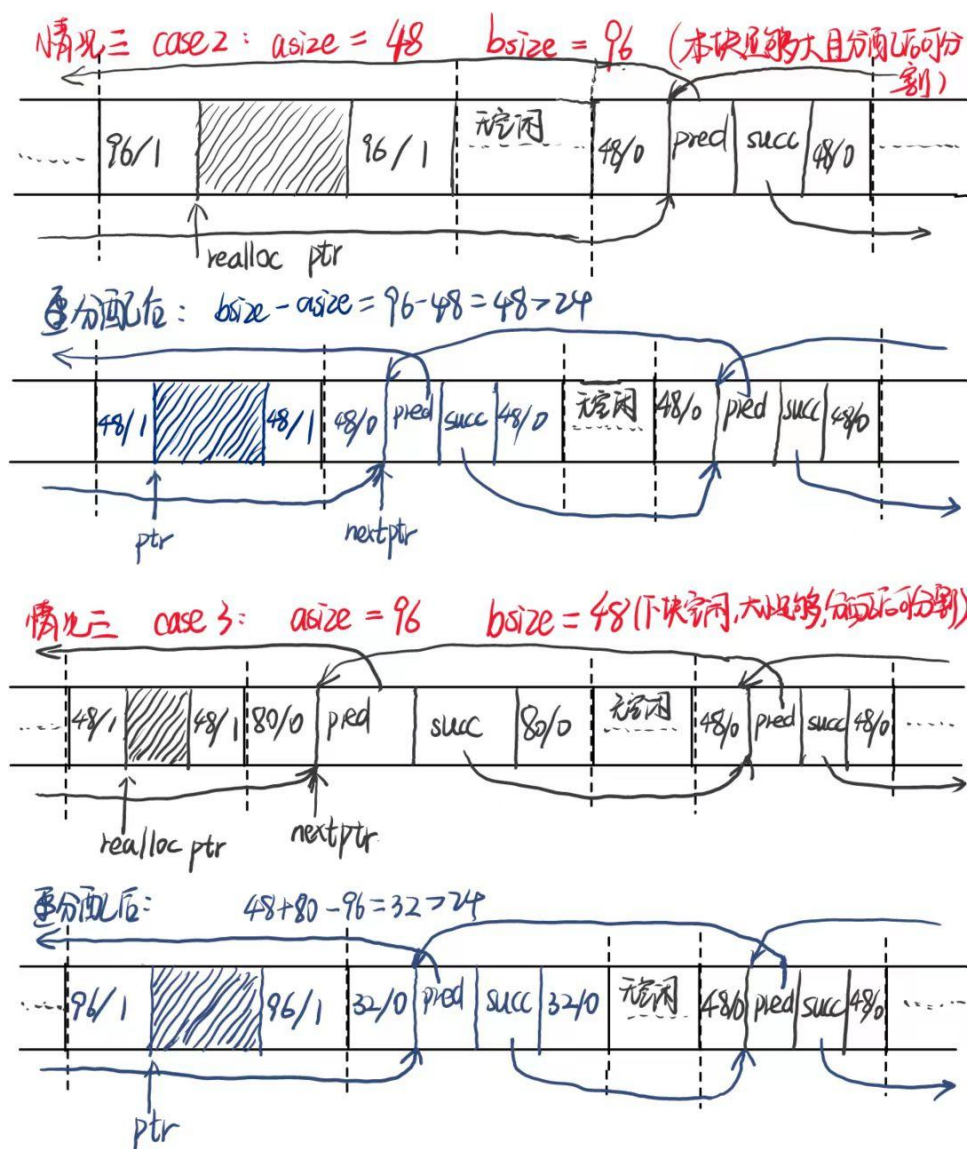 情况三 case2: asize = 48 bsize = 96 (本块足够大且分配后可分割)
...... 96/1 96/1 无空闲 48/0 pred succ 48/0 ......
realloc ptr
重分配后: bsize - asize = 96-48 = 48>24
48/1 48/1 48/0 pred succ 48/0 无空闲 48/0 pred succ 48/0
ptr nextptr
情况三 case 3: asize = 96 bsize = 48(下块空闲,大小足够,分配后可分割)
...... 48/1 48/1 80/0 pred succ 80/0 无空闲 48/0 pred succ 48/0 ......
realloc ptr nextptr
重分配后: 48+80-96=32>24
...... 96/1 96/1 32/0 pred succ 32/0 无空闲 48/0 pred succ 48/0 ......
ptr